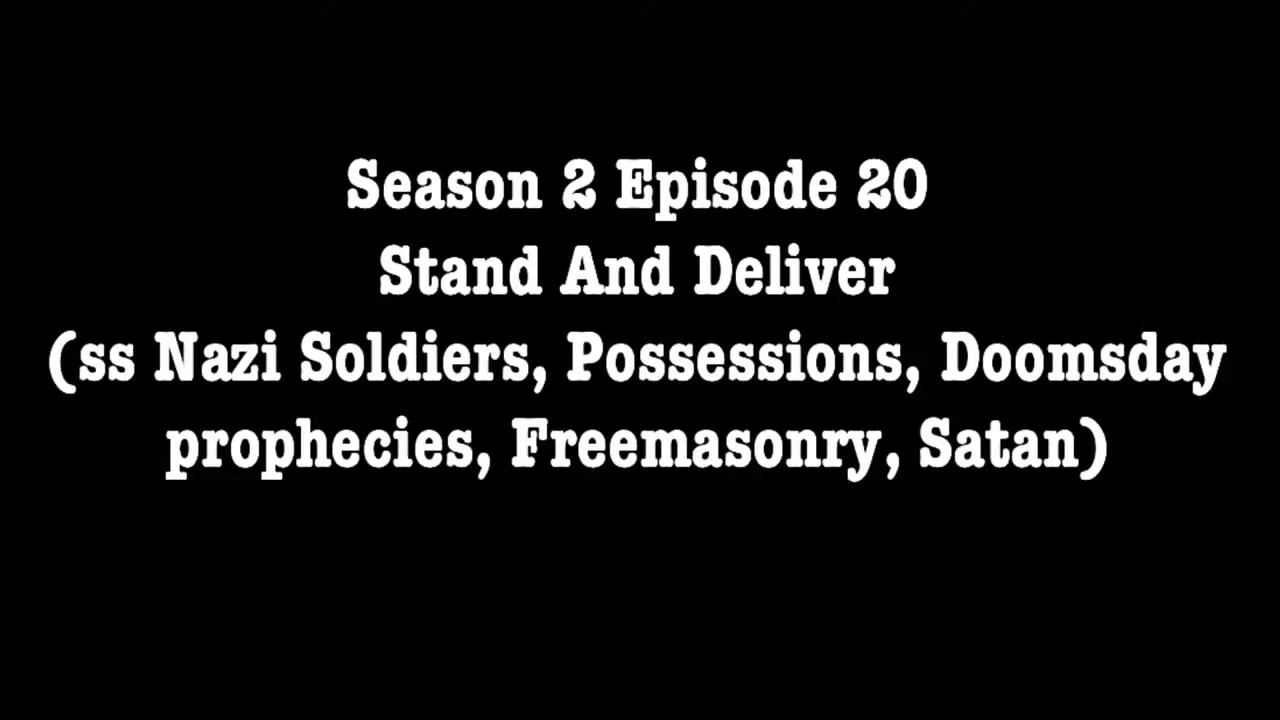 Season 2 Episode 20
Stand And Deliver
(ss Nazi Soldiers, Possessions, Doomsday
prophecies, Freemasonry, Satan)